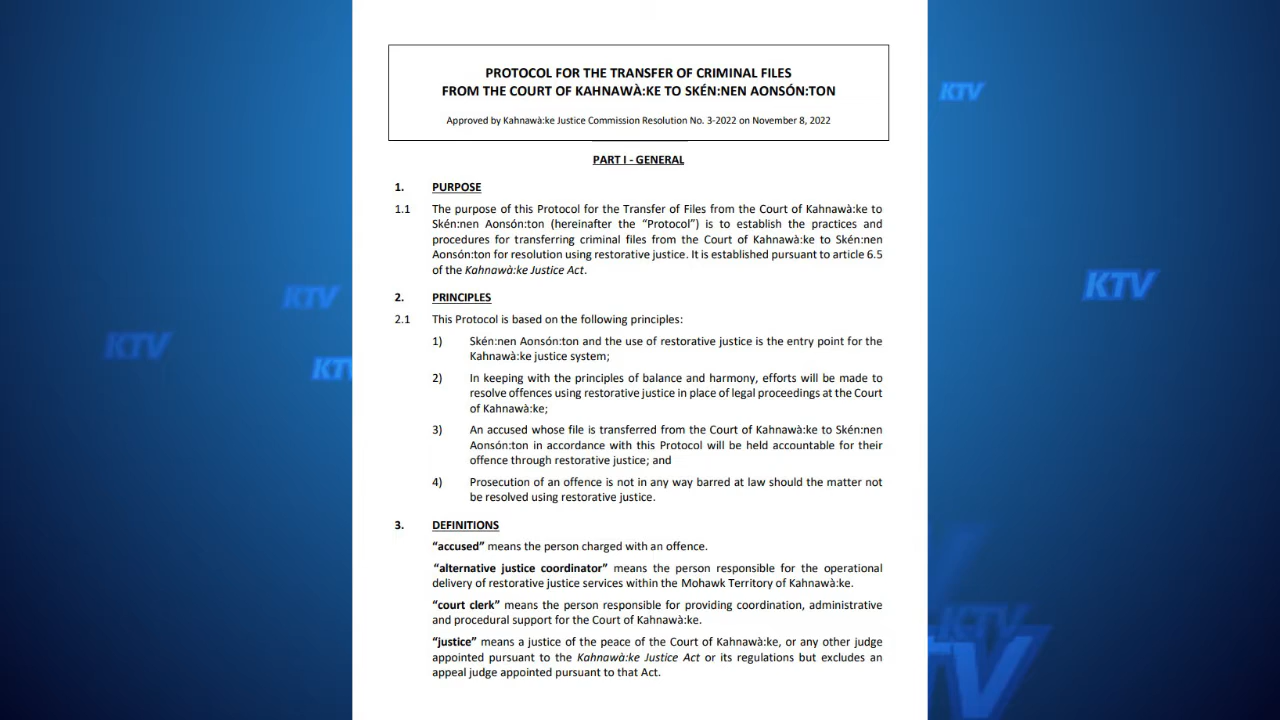 PROTOCOL FOR THE TRANSFER OF CRIMINAL FILES
FROM THE COURT OF KAHNAWÀ:KE TO SKÉN:NEN AONSÓN:TON
Approved by Kahnawà:ke Justice Commission Resolution No. 3-2022 on November 8, 2022
PART I - GENERAL
1. PURPOSE
1.1 The purpose of this Protocol for the Transfer of Files from the Court of Kahnawà:ke to
Skén:nen Aonsón:ton (hereinafter the “Protocol”) is to establish the practices and
procedures for transferring criminal files from the Court of Kahnawà:ke to Skén:nen
Aonsón:ton for resolution using restorative justice. It is established pursuant to article 6.5
of the Kahnawà:ke Justice Act.
2. PRINCIPLES
2.1 This Protocol is based on the following principles:
1) Skén:nen Aonsón:ton and the use of restorative justice is the entry point for the
Kahnawà:ke justice system;
2) In keeping with the principles of balance and harmony, efforts will be made to
resolve offences using restorative justice in place of legal proceedings at the Court
of Kahnawà:ke;
3) An accused whose file is transferred from the Court of Kahnawà:ke to Skén:nen
Aonsón:ton in accordance with this Protocol will be held accountable for their
offence through restorative justice; and
4) Prosecution of an offence is not in any way barred at law should the matter not
be resolved using restorative justice.
3. DEFINITIONS
“accused” means the person charged with an offence.
“alternative justice coordinator” means the person responsible for the operational
delivery of restorative justice services within the Mohawk Territory of Kahnawà:ke.
“court clerk” means the person responsible for providing coordination, administrative
and procedural support for the Court of Kahnawà:ke.
“justice” means a justice of the peace of the Court of Kahnawà:ke, or any other judge
appointed pursuant to the Kahnawà:ke Justice Act or its regulations but excludes an
appeal judge appointed pursuant to that Act.
KTV
KTV
KTV
KTV
KTV
KTV
TV